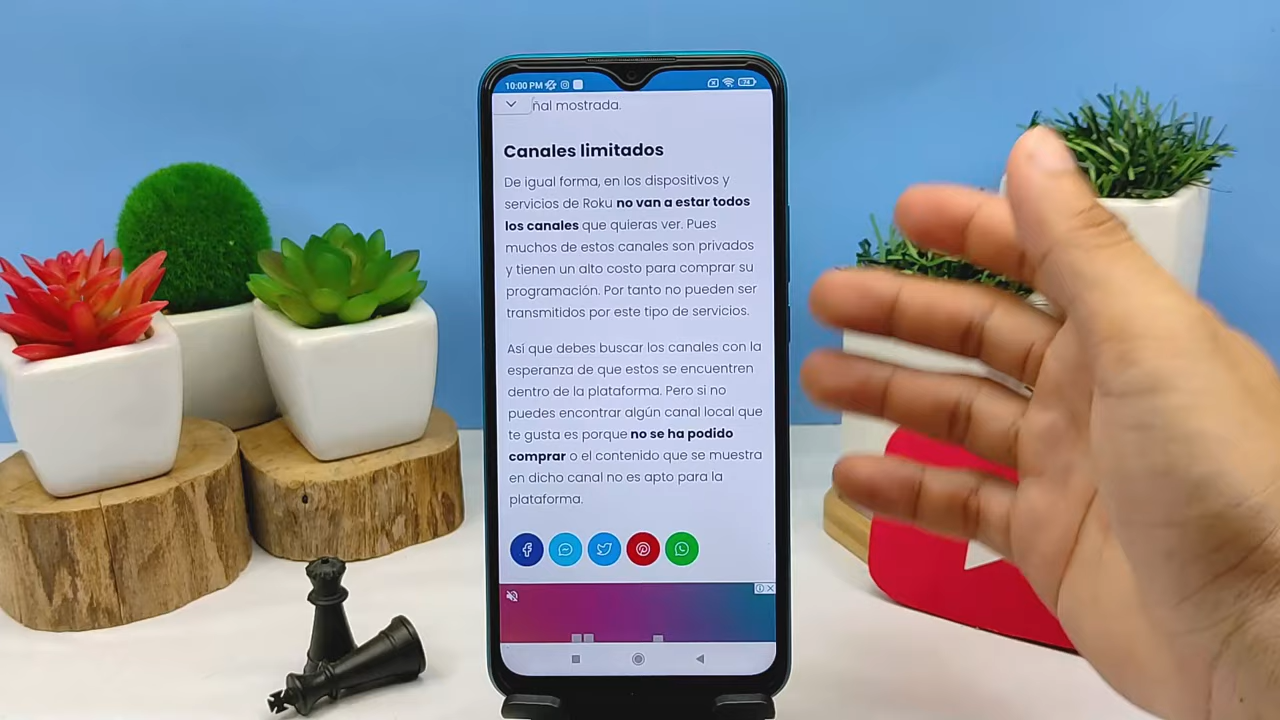 10:00 PM
74
ñal mostrada.
Canales limitados
De igual forma, en los dispositivos y
servicios de Roku no van a estar todos
los canales que quieras ver. Pues
muchos de estos canales son privados
y tienen un alto costo para comprar su
programación. Por tanto no pueden ser
transmitidos por este tipo de servicios.
Así que debes buscar los canales con la
esperanza de que estos se encuentren
dentro de la plataforma. Pero si no
puedes encontrar algún canal local que
te gusta es porque no se ha podido
comprar o el contenido que se muestra
en dicho canal no es apto para la
plataforma.